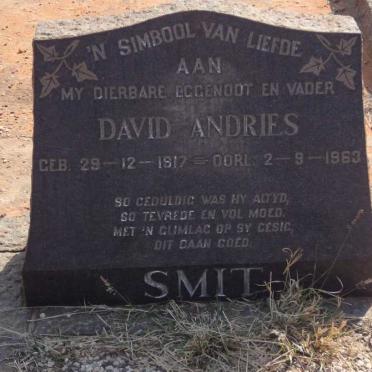 'N SIMBOOL VAN LIEFDE
AAN
MY DIERBARE EGGENOOT EN VADER
DAVID ANDRIES
GEB. 29-12-1917 = OORL. 2-9-1963
SO GEDULDIG WAS HY ALTYD,
SO TEVREDE EN VOL MOED.
MET 'N GLIMLAG OP SY GESIG,
DIT GAAN GOED.
SMIT